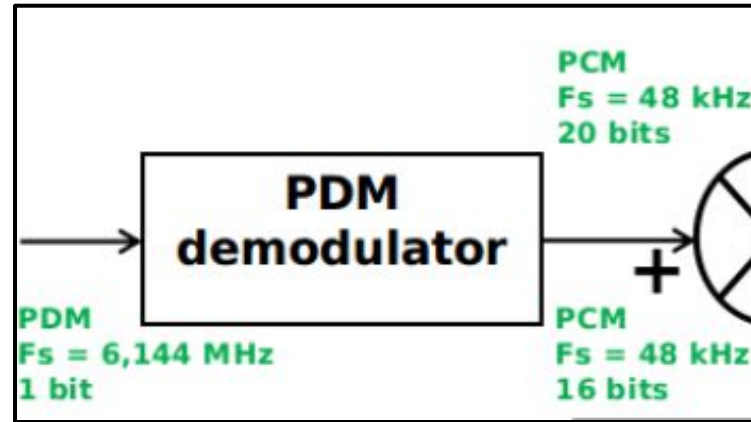 PCM
Fs = 48 kHz
20 bits
PDM
demodulator
+
PDM
Fs = 6,144 MHz
1 bit
PCM
Fs = 48 kHz
16 bits